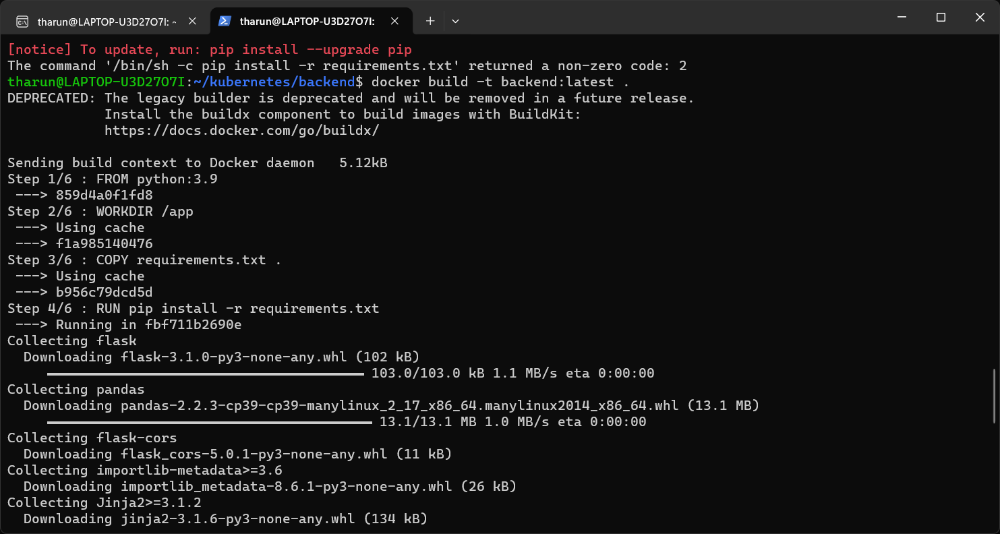 tharun@LAPTOP-U3D27O7I: ~
tharun@LAPTOP-U3D27O7I:
[notice] To update, run: pip install --upgrade pip
The command '/bin/sh -c pip install -r requirements.txt' returned a non-zero code: 2
tharun@LAPTOP-U3D27O7I:~/kubernetes/backend$ docker build -t backend:latest .
DEPRECATED: The legacy builder is deprecated and will be removed in a future release.
            Install the buildx component to build images with BuildKit:
            https://docs.docker.com/go/buildx/
Sending build context to Docker daemon   5.12kB
Step 1/6 : FROM python:3.9
 ---> 859d4a0f1fd8
Step 2/6 : WORKDIR /app
 ---> Using cache
 ---> f1a985140476
Step 3/6 : COPY requirements.txt .
 ---> Using cache
 ---> b956c79dcd5d
Step 4/6 : RUN pip install -r requirements.txt
 ---> Running in fbf711b2690e
Collecting flask
  Downloading flask-3.1.0-py3-none-any.whl (102 kB)
103.0/103.0 kB 1.1 MB/s eta 0:00:00
Collecting pandas
  Downloading pandas-2.2.3-cp39-cp39-manylinux_2_17_x86_64.manylinux2014_x86_64.whl (13.1 MB)
13.1/13.1 MB 1.0 MB/s eta 0:00:00
Collecting flask-cors
  Downloading flask_cors-5.0.1-py3-none-any.whl (11 kB)
Collecting importlib-metadata>=3.6
  Downloading importlib_metadata-8.6.1-py3-none-any.whl (26 kB)
Collecting Jinja2>=3.1.2
  Downloading jinja2-3.1.6-py3-none-any.whl (134 kB)